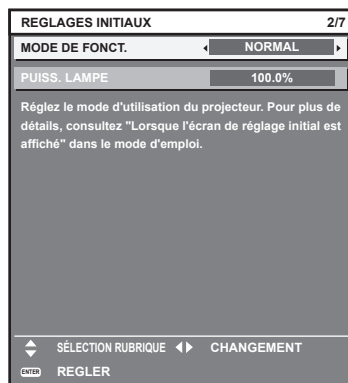 REGLAGES INITIAUX 2/7
MODE DE FONCT. NORMAL
PUISS. LAMPE 100.0%
Réglez le mode d'utilisation du projecteur. Pour plus de
détails, consultez "Lorsque l'écran de réglage initial est
affiché" dans le mode d'emploi.
SÉLECTION RUBRIQUE CHANGEMENT
ENTER REGLER